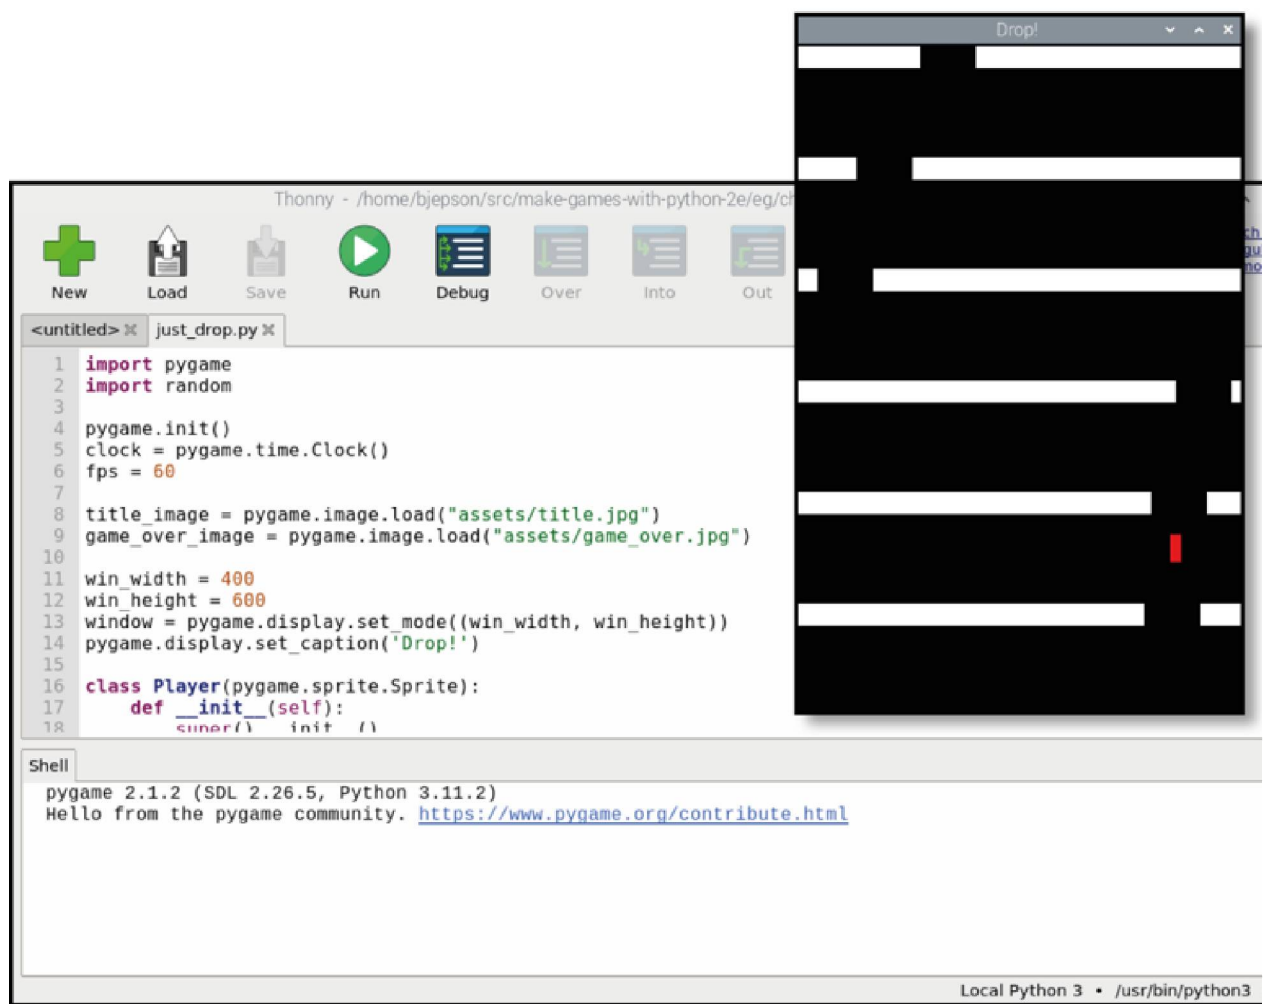 Drop!
Thonny - /home/bjepson/src/make-games-with-python-2e/eg/ch
New Load Save Run Debug Over Into Out
<untitled> just_drop.py
1 import pygame
2 import random
3
4 pygame.init()
5 clock = pygame.time.Clock()
6 fps = 60
7
8 title_image = pygame.image.load("assets/title.jpg")
9 game_over_image = pygame.image.load("assets/game_over.jpg")
10
11 win_width = 400
12 win_height = 600
13 window = pygame.display.set_mode((win_width, win_height))
14 pygame.display.set_caption('Drop!')
15
16 class Player(pygame.sprite.Sprite):
17 def __init__(self):
18 super().__init__()
Shell
pygame 2.1.2 (SDL 2.26.5, Python 3.11.2)
Hello from the pygame community. https://www.pygame.org/contribute.html
Local Python 3 • /usr/bin/python3